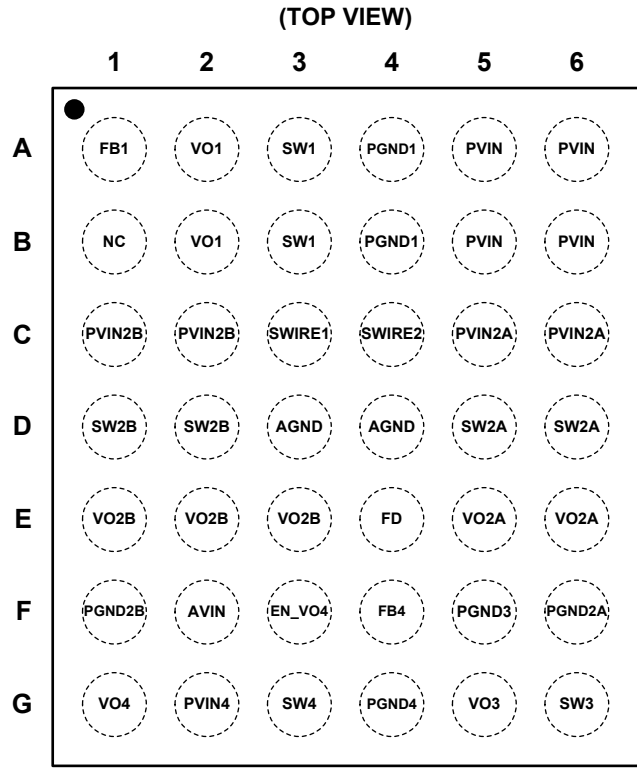 (TOP VIEW)
1 2 3 4 5 6
A FB1 VO1 SW1 PGND1 PVIN PVIN
B NC VO1 SW1 PGND1 PVIN PVIN
C PVIN2B PVIN2B SWIRE1 SWIRE2 PVIN2A PVIN2A
D SW2B SW2B AGND AGND SW2A SW2A
E VO2B VO2B VO2B FD VO2A VO2A
F PGND2B AVIN EN_VO4 FB4 PGND3 PGND2A
G VO4 PVIN4 SW4 PGND4 VO3 SW3